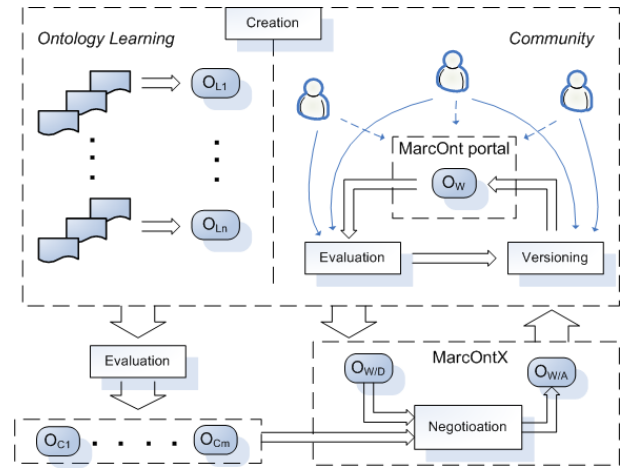 Creation
Ontology Learning
Community
O_L1
MarcOnt portal
O_W
O_Ln
Evaluation
Versioning
Evaluation
MarcOntX
O_W/D
O_W/A
Negotioation
O_C1
O_Cm